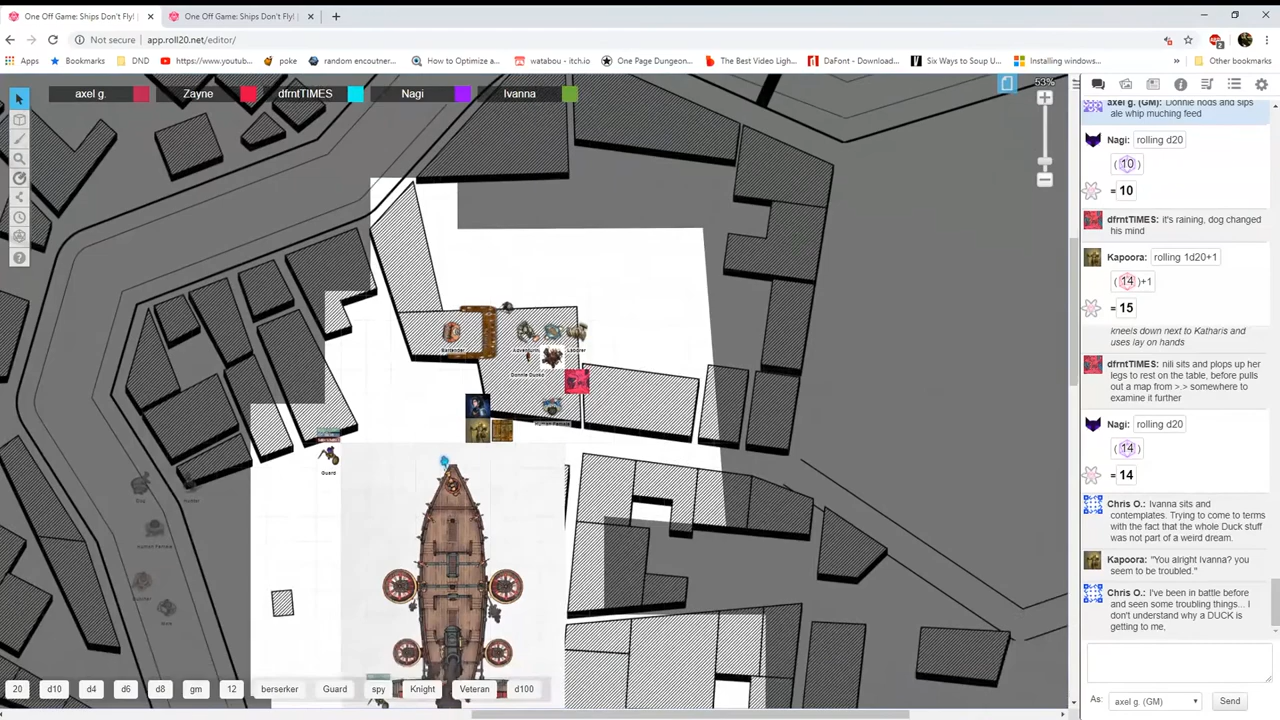 One Off Game: Ships Don't Fly! |
One Off Game: Ships Don't Fly! |
Not secure | app.roll20.net/editor/
Apps Bookmarks DND https://www.youtub... poke random encoutner... How to Optimize a... watabou - itch.io One Page Dungeon... The Best Video Ligh... DaFont - Download... Six Ways to Soup U... Installing windows... » Other bookmarks
axel g. Zayne dfrntTIMES Nagi Ivanna
53%
axel g. (GM): Donnie nods and sips
ale whip muching feed
Nagi: rolling d20
(10)
= 10
dfrntTIMES: it's raining, dog changed
his mind
Kapoora: rolling 1d20+1
(14)+1
= 15
kneels down next to Katharis and
uses lay on hands
dfrntTIMES: nili sits and plops up her
legs to rest on the table, before pulls
out a map from >.> somewhere to
examine it further
Nagi: rolling d20
(14)
= 14
Chris O.: Ivanna sits and
contemplates. Trying to come to terms
with the fact that the whole Duck stuff
was not part of a weird dream.
Kapoora: "You alright Ivanna? you
seem to be troubled."
Chris O.: I've been in battle before
and seen some troubling things... I
don't understand why a DUCK is
getting to me,
Bartender
Human Female
Guard
Dog
Human Female
20 d10 d4 d6 d8 gm 12 berserker Guard spy Knight Veteran d100
As: axel g. (GM) Send